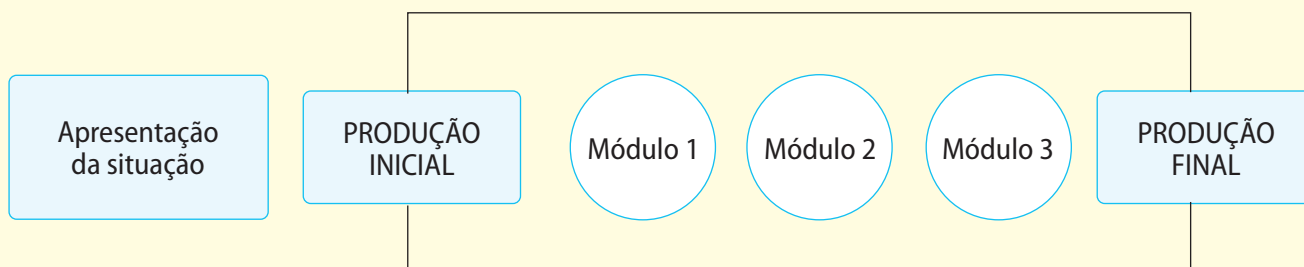 Apresentação
da situação
PRODUÇÃO
INICIAL
Módulo 1
Módulo 2
Módulo 3
PRODUÇÃO
FINAL